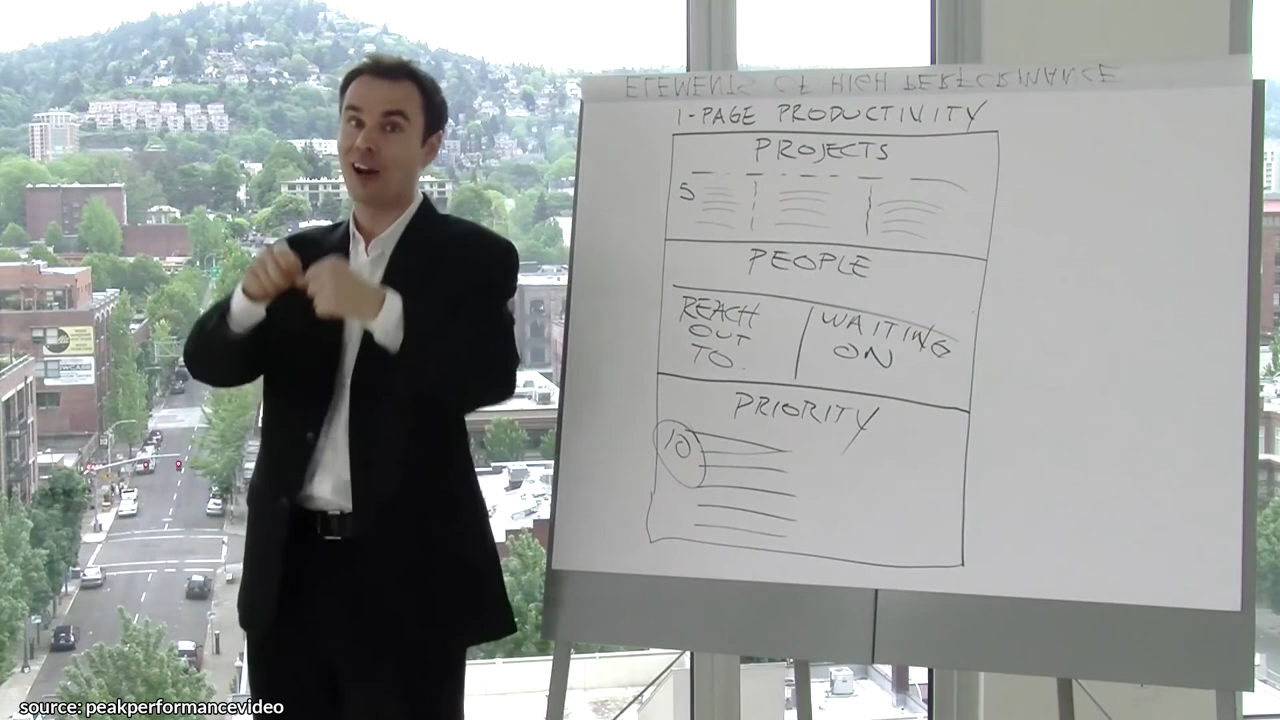 ELEMENTS OF HIGH PERFORMANCE
1-PAGE PRODUCTIVITY
PROJECTS
5
PEOPLE
REACH
OUT
TO.
WAITING
ON
PRIORITY
10
source: peakperformancevideo